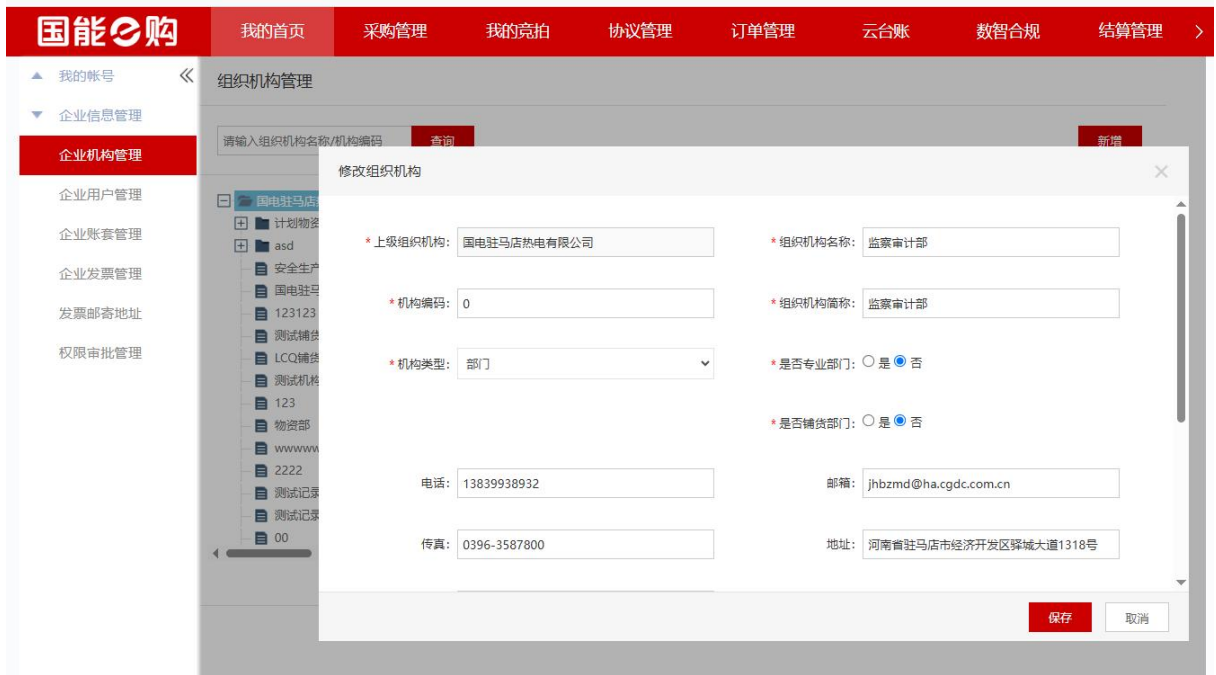 国能e购
我的首页 采购管理 我的竞拍 协议管理 订单管理 云台账 数智合规 结算管理
我的帐号
企业信息管理
企业机构管理
企业用户管理
企业账套管理
企业发票管理
发票邮寄地址
权限审批管理
组织机构管理
请输入组织机构名称/机构编码 查询 新增
国电驻马店
计划物资
asd
安全生产
国电驻马
123123
测试铺货
LCQ铺货
测试机构
123
物资部
wwwww
2222
测试记录
测试记录
00
修改组织机构
* 上级组织机构: 国电驻马店热电有限公司 * 组织机构名称: 监察审计部
* 机构编码: 0 * 组织机构简称: 监察审计部
* 机构类型: 部门 * 是否专业部门: 是 否
* 是否铺货部门: 是 否
电话: 13839938932 邮箱: jhbzmd@ha.cgdc.com.cn
传真: 0396-3587800 地址: 河南省驻马店市经济开发区驿城大道1318号
保存 取消